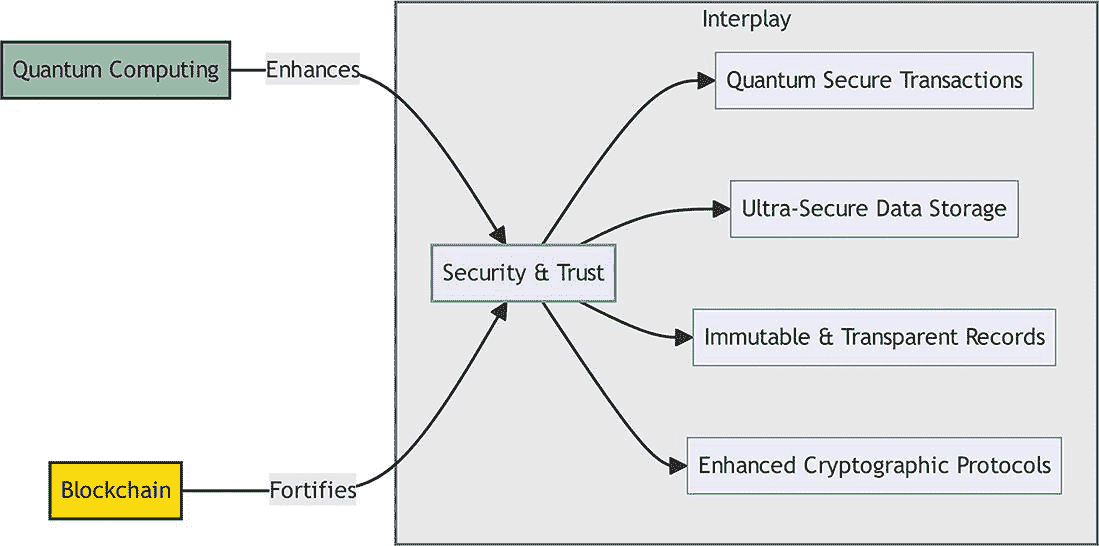 Interplay
Quantum Computing
Enhances
Quantum Secure Transactions
Ultra-Secure Data Storage
Security & Trust
Immutable & Transparent Records
Enhanced Cryptographic Protocols
Blockchain
Fortifies